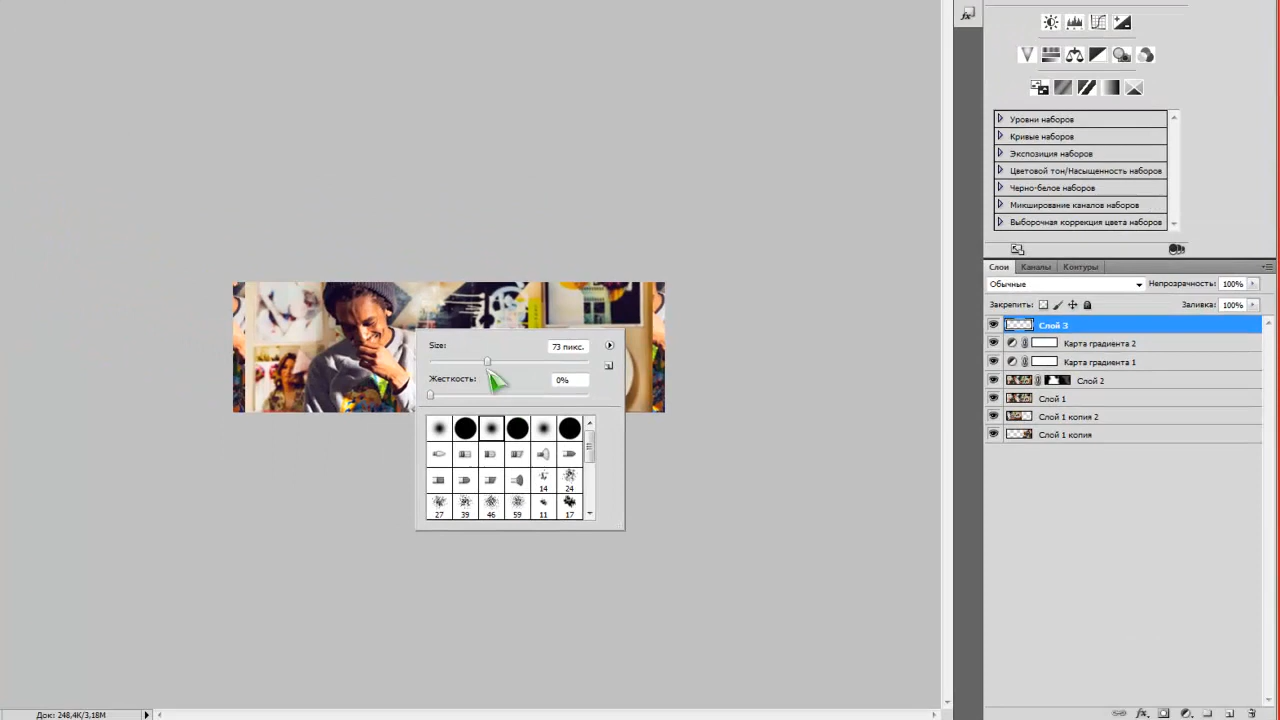 Уровни наборов
Кривые наборов
Экспозиция наборов
Цветовой тон/Насыщенность наборов
Черно-белое наборов
Микширование каналов наборов
Выборочная коррекция цвета наборов
Слои Каналы Контуры
Обычные Непрозрачность: 100%
Закрепить: Заливка: 100%
Слой 3
Карта градиента 2
Карта градиента 1
Слой 2
Слой 1
Слой 1 копия 2
Слой 1 копия
Size: 73 пикс.
Жесткость: 0%
14 24
27 39 46 59 11 17
Док: 248,4K/3,18M